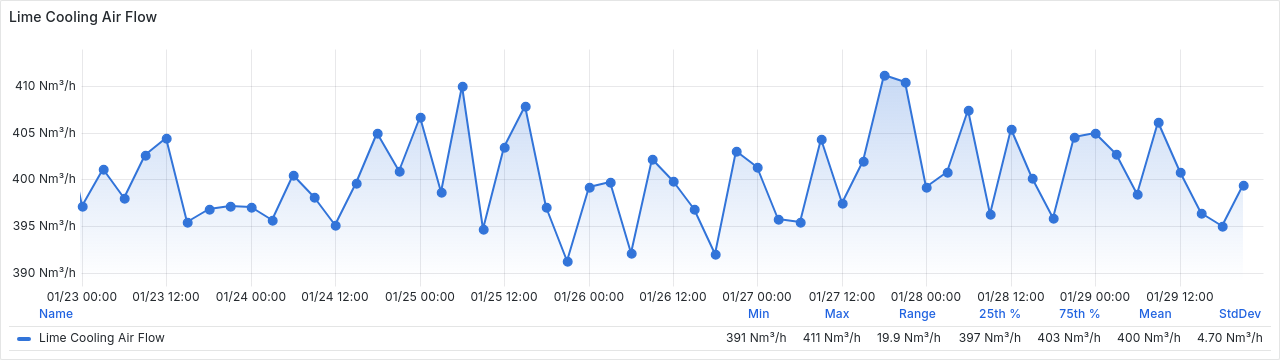 Lime Cooling Air Flow
410 Nm³/h
405 Nm³/h
400 Nm³/h
395 Nm³/h
390 Nm³/h
01/23 00:00 01/23 12:00 01/24 00:00 01/24 12:00 01/25 00:00 01/25 12:00 01/26 00:00 01/26 12:00 01/27 00:00 01/27 12:00 01/28 00:00 01/28 12:00 01/29 00:00 01/29 12:00
Name Min Max Range 25th % 75th % Mean StdDev
Lime Cooling Air Flow 391 Nm³/h 411 Nm³/h 19.9 Nm³/h 397 Nm³/h 403 Nm³/h 400 Nm³/h 4.70 Nm³/h